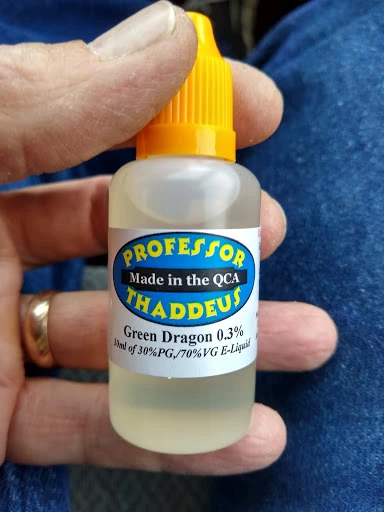 PROFESSOR
Made in the QCA
THADDEUS
Green Dragon 0.3%
30ml of 30%PG,/70%VG E-Liquid